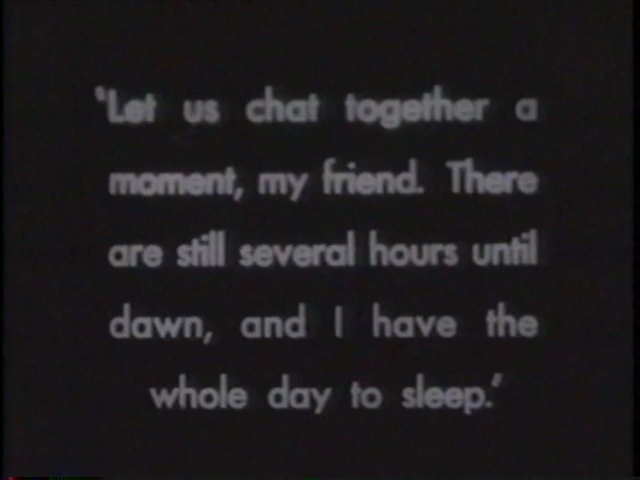 'Let us chat together a
moment, my friend. There
are still several hours until
dawn, and I have the
whole day to sleep.'